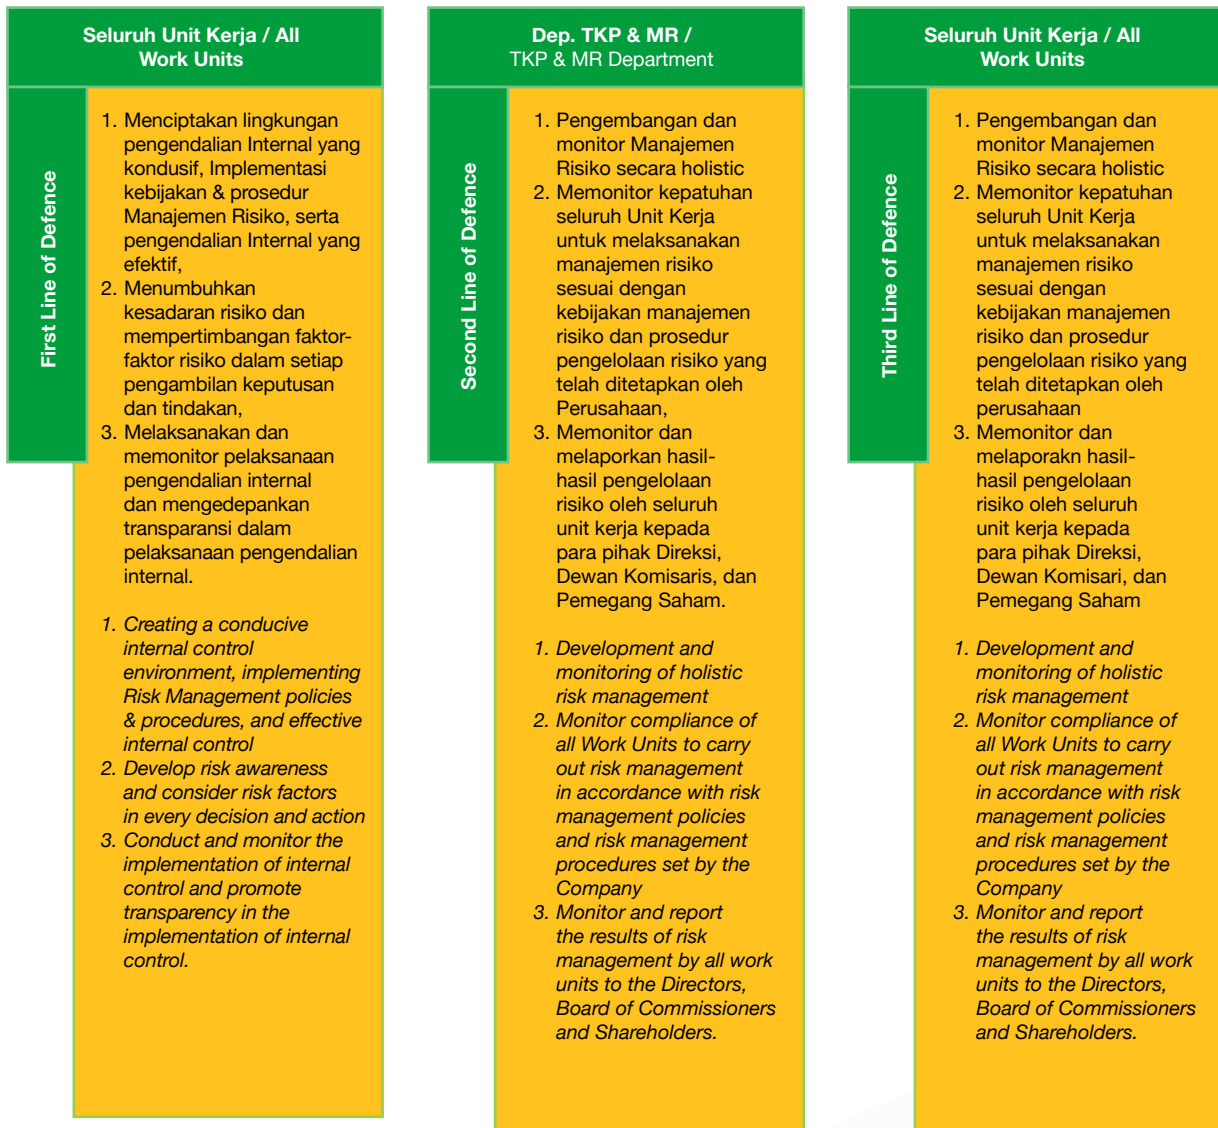 Seluruh Unit Kerja / All
Work Units
First Line of Defence
1. Menciptakan lingkungan
pengendalian Internal yang
kondusif, Implementasi
kebijakan & prosedur
Manajemen Risiko, serta
pengendalian Internal yang
efektif,
2. Menumbuhkan
kesadaran risiko dan
mempertimbangan faktor-
faktor risiko dalam setiap
pengambilan keputusan
dan tindakan,
3. Melaksanakan dan
memonitor pelaksanaan
pengendalian internal
dan mengedepankan
transparansi dalam
pelaksanaan pengendalian
internal.
1. Creating a conducive
internal control
environment, implementing
Risk Management policies
& procedures, and effective
internal control
2. Develop risk awareness
and consider risk factors
in every decision and action
3. Conduct and monitor the
implementation of internal
control and promote
transparency in the
implementation of internal
control.
Dep. TKP & MR /
TKP & MR Department
Second Line of Defence
1. Pengembangan dan
monitor Manajemen
Risiko secara holistic
2. Memonitor kepatuhan
seluruh Unit Kerja
untuk melaksanakan
manajemen risiko
sesuai dengan
kebijakan manajemen
risiko dan prosedur
pengelolaan risiko yang
telah ditetapkan oleh
Perusahaan,
3. Memonitor dan
melaporkan hasil-
hasil pengelolaan
risiko oleh seluruh
unit kerja kepada
para pihak Direksi,
Dewan Komisaris, dan
Pemegang Saham.
1. Development and
monitoring of holistic
risk management
2. Monitor compliance of
all Work Units to carry
out risk management
in accordance with risk
management policies
and risk management
procedures set by the
Company
3. Monitor and report
the results of risk
management by all work
units to the Directors,
Board of Commissioners
and Shareholders.
Seluruh Unit Kerja / All
Work Units
Third Line of Defence
1. Pengembangan dan
monitor Manajemen
Risiko secara holistic
2. Memonitor kepatuhan
seluruh Unit Kerja
untuk melaksanakan
manajemen risiko
sesuai dengan
kebijakan manajemen
risiko dan prosedur
pengelolaan risiko yang
telah ditetapkan oleh
perusahaan
3. Memonitor dan
melaporakn hasil-
hasil pengelolaan
risiko oleh seluruh
unit kerja kepada
para pihak Direksi,
Dewan Komisari, dan
Pemegang Saham
1. Development and
monitoring of holistic
risk management
2. Monitor compliance of
all Work Units to carry
out risk management
in accordance with risk
management policies
and risk management
procedures set by the
Company
3. Monitor and report
the results of risk
management by all work
units to the Directors,
Board of Commissioners
and Shareholders.